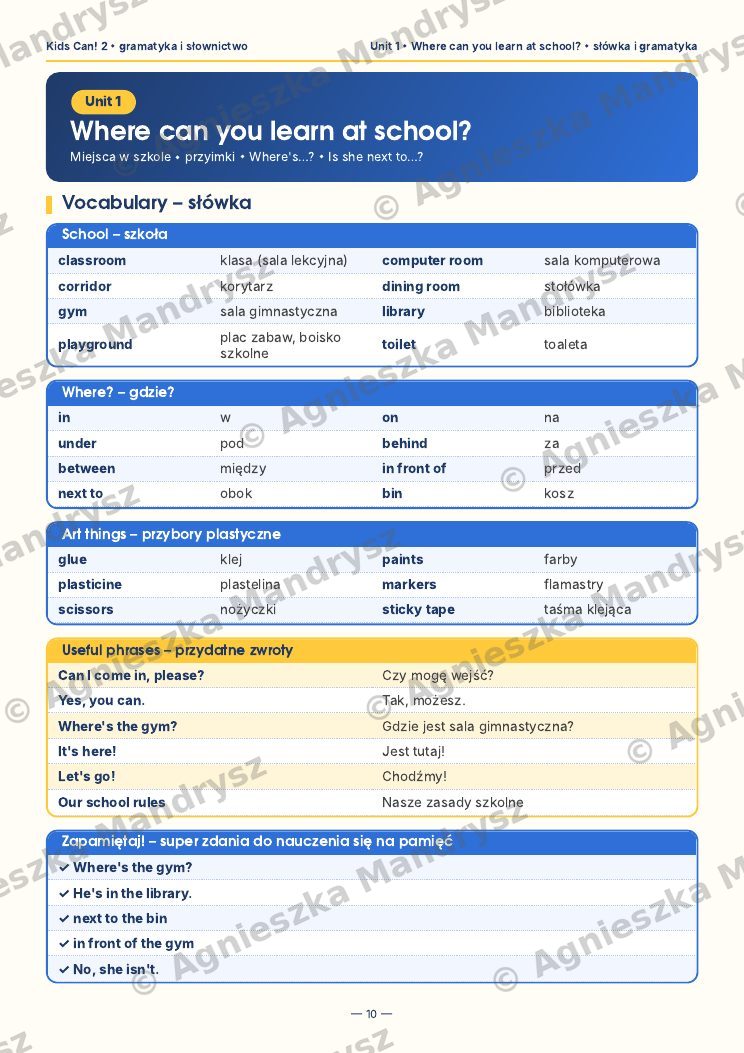 Kids Can! 2 • gramatyka i słownictwo Unit 1 • Where can you learn at school? • słówka i gramatyka
Unit 1
Where can you learn at school?
Miejsca w szkole • przyimki • Where's...? • Is she next to...?
Vocabulary – słówka
School – szkoła
classroom klasa (sala lekcyjna) computer room sala komputerowa
corridor korytarz dining room stołówka
gym sala gimnastyczna library biblioteka
playground plac zabaw, boisko szkolne toilet toaleta
Where? – gdzie?
in w on na
under pod behind za
between między in front of przed
next to obok bin kosz
Art things – przybory plastyczne
glue klej paints farby
plasticine plastelina markers flamastry
scissors nożyczki sticky tape taśma klejąca
Useful phrases – przydatne zwroty
Can I come in, please? Czy mogę wejść?
Yes, you can. Tak, możesz.
Where's the gym? Gdzie jest sala gimnastyczna?
It's here! Jest tutaj!
Let's go! Chodźmy!
Our school rules Nasze zasady szkolne
Zapamiętaj! – super zdania do nauczenia się na pamięć
✓ Where's the gym?
✓ He's in the library.
✓ next to the bin
✓ in front of the gym
✓ No, she isn't.
— 10 —
© Agnieszka Mandrysz